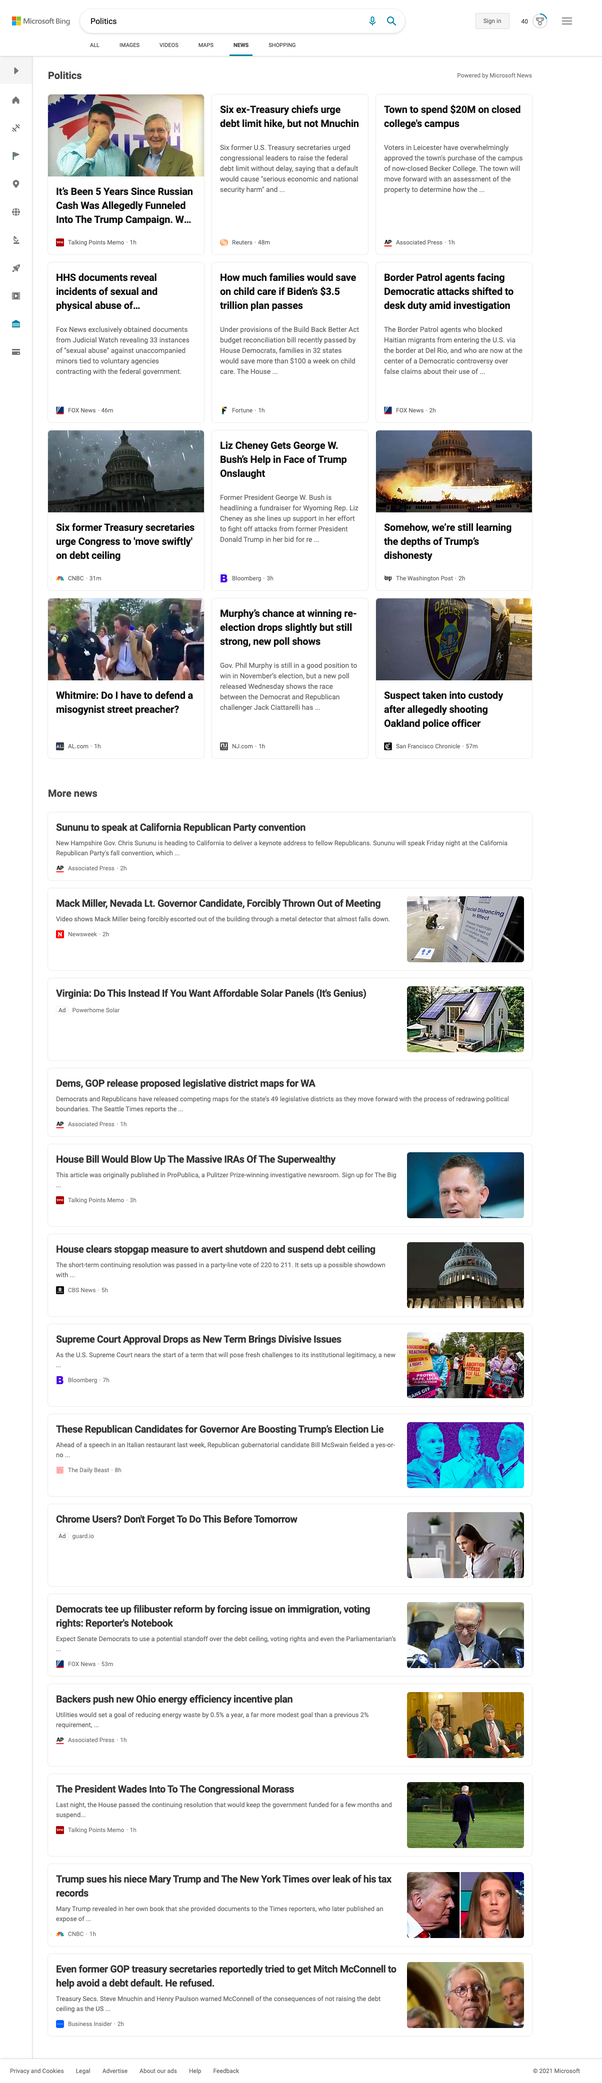 Microsoft Bing
Politics
Sign in
40
ALL IMAGES VIDEOS MAPS NEWS SHOPPING
Politics
Powered by Microsoft News
It's Been 5 Years Since Russian
Cash Was Allegedly Funneled
Into The Trump Campaign. W...
Talking Points Memo · 1h
Six ex-Treasury chiefs urge
debt limit hike, but not Mnuchin
Six former U.S. Treasury secretaries urged
congressional leaders to raise the federal
debt limit without delay, saying that a default
would cause "serious economic and national
security harm" and ...
Reuters · 48m
Town to spend $20M on closed
college's campus
Voters in Leicester have overwhelmingly
approved the town's purchase of the campus
of now-closed Becker College. The town will
move forward with an assessment of the
property to determine how the ...
AP Associated Press · 1h
HHS documents reveal
incidents of sexual and
physical abuse of...
Fox News exclusively obtained documents
from Judicial Watch revealing 33 instances
of "sexual abuse" against unaccompanied
minors tied to voluntary agencies
contracting with the federal government.
FOX News · 46m
How much families would save
on child care if Biden's $3.5
trillion plan passes
Under provisions of the Build Back Better Act
budget reconciliation bill recently passed by
House Democrats, families in 32 states
would save more than $100 a week on child
care. The House ...
Fortune · 1h
Border Patrol agents facing
Democratic attacks shifted to
desk duty amid investigation
The Border Patrol agents who blocked
Haitian migrants from entering the U.S. via
the border at Del Rio, and who are now at the
center of a Democratic controversy over
false claims about their use of ...
FOX News · 2h
Six former Treasury secretaries
urge Congress to 'move swiftly'
on debt ceiling
CNBC · 31m
Liz Cheney Gets George W.
Bush's Help in Face of Trump
Onslaught
Former President George W. Bush is
headlining a fundraiser for Wyoming Rep. Liz
Cheney as she lines up support in her effort
to fight off attacks from former President
Donald Trump in her bid for re ...
B Bloomberg · 3h
Somehow, we're still learning
the depths of Trump's
dishonesty
wp The Washington Post · 2h
Whitmire: Do I have to defend a
misogynist street preacher?
AL.com · 1h
Murphy's chance at winning re-
election drops slightly but still
strong, new poll shows
Gov. Phil Murphy is still in a good position to
win in November's election, but a new poll
released Wednesday shows the race
between the Democrat and Republican
challenger Jack Ciattarelli has ...
NJ.com · 1h
OAKLAND
POLICE
Suspect taken into custody
after allegedly shooting
Oakland police officer
San Francisco Chronicle · 57m
More news
Sununu to speak at California Republican Party convention
New Hampshire Gov. Chris Sununu is heading to California to deliver a keynote address to fellow Republicans. Sununu will speak Friday night at the California
Republican Party's fall convention, which ...
AP Associated Press · 2h
Mack Miller, Nevada Lt. Governor Candidate, Forcibly Thrown Out of Meeting
Video shows Mack Miller being forcibly escorted out of the building through a metal detector that almost falls down.
N Newsweek · 2h
Social Distancing
in Effect
Virginia: Do This Instead If You Want Affordable Solar Panels (It's Genius)
Ad Powerhome Solar
Dems, GOP release proposed legislative district maps for WA
Democrats and Republicans have released competing maps for the state's 49 legislative districts as they move forward with the process of redrawing political
boundaries. The Seattle Times reports the ...
AP Associated Press · 1h
House Bill Would Blow Up The Massive IRAs Of The Superwealthy
This article was originally published in ProPublica, a Pulitzer Prize-winning investigative newsroom. Sign up for The Big
...
Talking Points Memo · 3h
House clears stopgap measure to avert shutdown and suspend debt ceiling
The short-term continuing resolution was passed in a party-line vote of 220 to 211. It sets up a possible showdown
with ...
CBS News · 5h
Supreme Court Approval Drops as New Term Brings Divisive Issues
As the U.S. Supreme Court nears the start of a term that will pose fresh challenges to its institutional legitimacy, a new
...
B Bloomberg · 7h
These Republican Candidates for Governor Are Boosting Trump's Election Lie
Ahead of a speech in an Italian restaurant last week, Republican gubernatorial candidate Bill McSwain fielded a yes-or-
no ...
The Daily Beast · 8h
Chrome Users? Don't Forget To Do This Before Tomorrow
Ad guard.io
Democrats tee up filibuster reform by forcing issue on immigration, voting
rights: Reporter's Notebook
Expect Senate Democrats to use a potential standoff over the debt ceiling, voting rights and even the Parliamentarian's
...
FOX News · 53m
Backers push new Ohio energy efficiency incentive plan
Utilities would set a goal of reducing energy waste by 0.5% a year, a far more modest goal than a previous 2%
requirement, ...
AP Associated Press · 1h
The President Wades Into To The Congressional Morass
Last night, the House passed the continuing resolution that would keep the government funded for a few months and
suspend...
Talking Points Memo · 1h
Trump sues his niece Mary Trump and The New York Times over leak of his tax
records
Mary Trump revealed in her own book that she provided documents to the Times reporters, who later published an
expose of ...
CNBC · 1h
Even former GOP treasury secretaries reportedly tried to get Mitch McConnell to
help avoid a debt default. He refused.
Treasury Secs. Steve Mnuchin and Henry Paulson warned McConnell of the consequences of not raising the debt
ceiling as the US ...
Business Insider · 2h
Privacy and Cookies Legal Advertise About our ads Help Feedback
© 2021 Microsoft